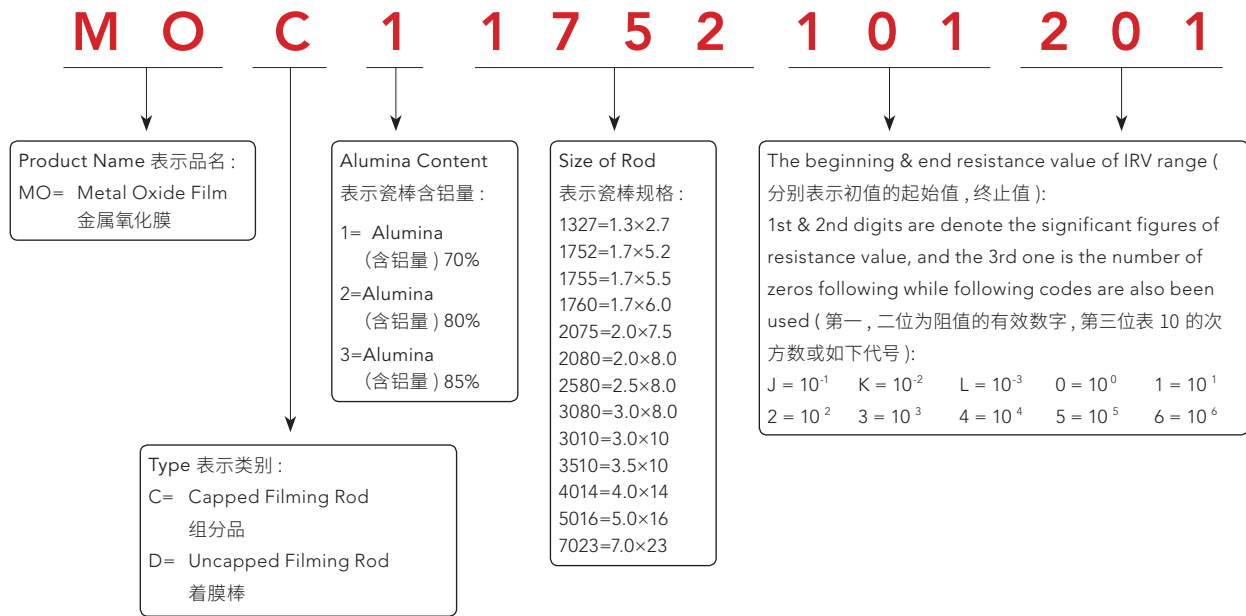 MO C 1 1752 101 201
Product Name 表示品名 :
MO= Metal Oxide Film
金属氧化膜
Alumina Content
表示瓷棒含铝量 :
1= Alumina
(含铝量 ) 70%
2=Alumina
(含铝量 ) 80%
3=Alumina
(含铝量 ) 85%
Size of Rod
表示瓷棒规格 :
1327=1.3×2.7
1752=1.7×5.2
1755=1.7×5.5
1760=1.7×6.0
2075=2.0×7.5
2080=2.0×8.0
2580=2.5×8.0
3080=3.0×8.0
3010=3.0×10
3510=3.5×10
4014=4.0×14
5016=5.0×16
7023=7.0×23
The beginning & end resistance value of IRV range (
分别表示初值的起始值 , 终止值 ):
1st & 2nd digits are denote the significant figures of
resistance value, and the 3rd one is the number of
zeros following while following codes are also been
used ( 第一 , 二位为阻值的有效数字 , 第三位表 10 的次
方数或如下代号 ):
J = 10⁻¹ K = 10⁻² L = 10⁻³ 0 = 10⁰ 1 = 10¹
2 = 10² 3 = 10³ 4 = 10⁴ 5 = 10⁵ 6 = 10⁶
Type 表示类别 :
C= Capped Filming Rod
组分品
D= Uncapped Filming Rod
着膜棒